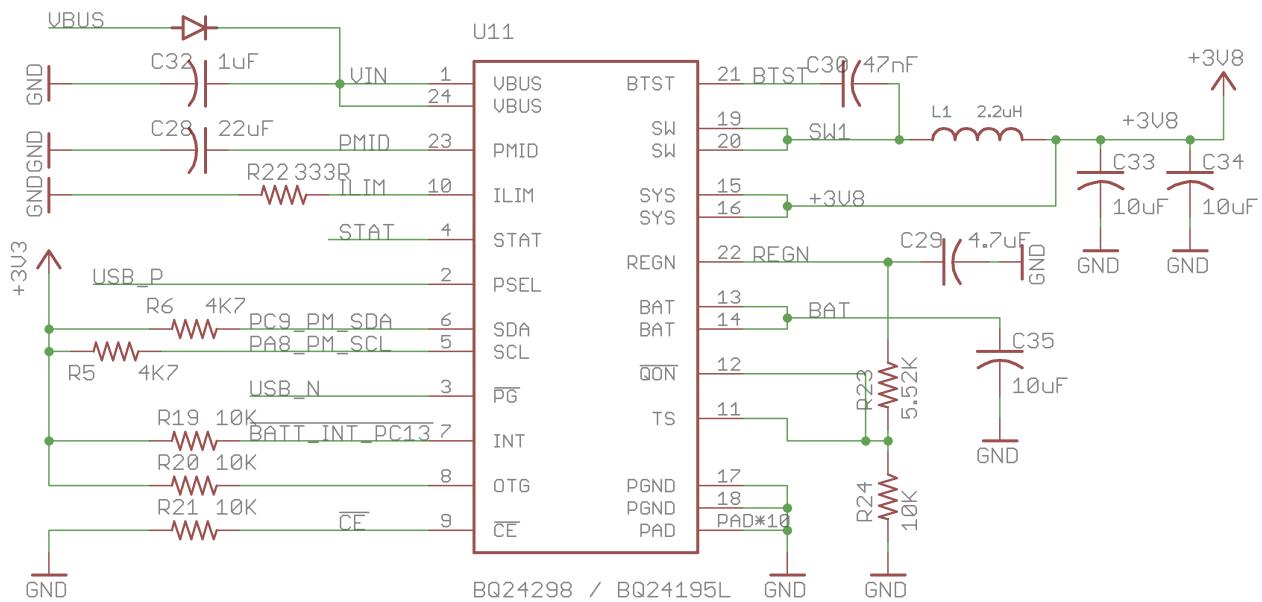 VBUS
U11
C32 1uF
VIN
1
VBUS
24
VBUS
GND
C28 22uF
PMID
23
PMID
GND
R22 333R
ILIM
10
ILIM
GND
STAT
4
STAT
+3V3
USB_P
2
PSEL
R6 4K7
PC9_PM_SDA
6
SDA
R5 4K7
PA8_PM_SCL
5
SCL
USB_N
3
PG
R19 10K
BATT_INT_PC13
7
INT
R20 10K
8
OTG
R21 10K
CE
9
CE
GND
BTST
21
BTST
C30 47nF
+3V8
SW
19
SW
20
SW1
L1 2.2uH
+3V8
C33
10uF
GND
C34
10uF
GND
SYS
15
SYS
16
+3V8
REGN
22
REGN
C29 4.7uF
GND
BAT
13
BAT
14
BAT
C35
10uF
GND
QON
12
R23
5.52K
TS
11
PGND
17
PGND
18
PAD
PAD*10
GND
R24
10K
GND
BQ24298 / BQ24195L